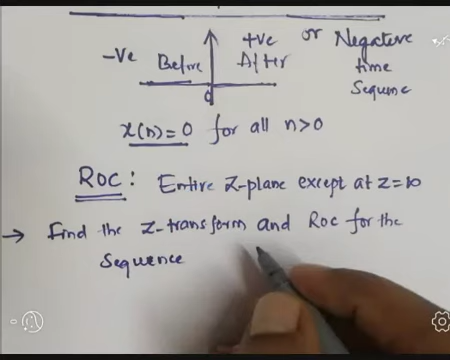 -Ve Before +Ve After or Negative
time
Sequence
0
x(n)=0 for all n>0
ROC: Entire Z-plane except at z=∞
→ Find the Z-transform and ROC for the
Sequence